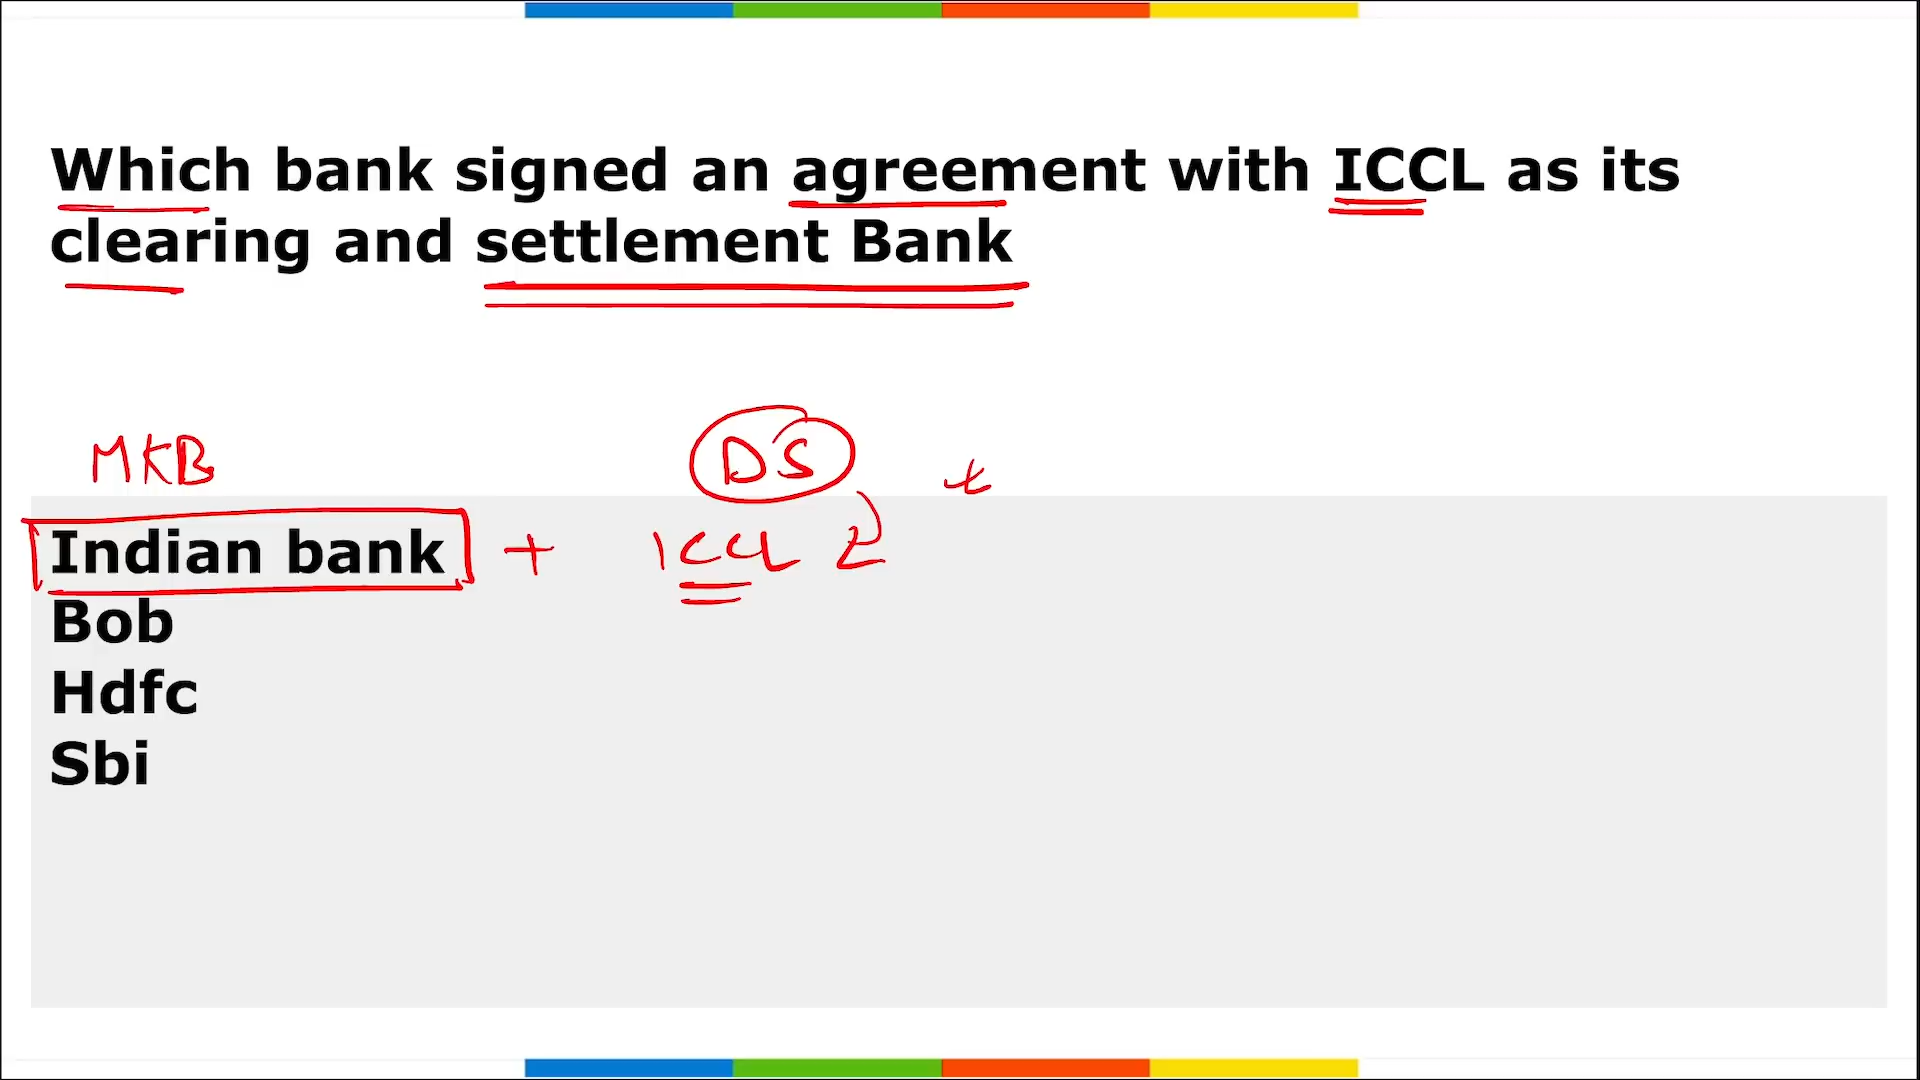 Which bank signed an agreement with ICCL as its
clearing and settlement Bank
MKB
DS
Indian bank + ICCL
Bob
Hdfc
Sbi